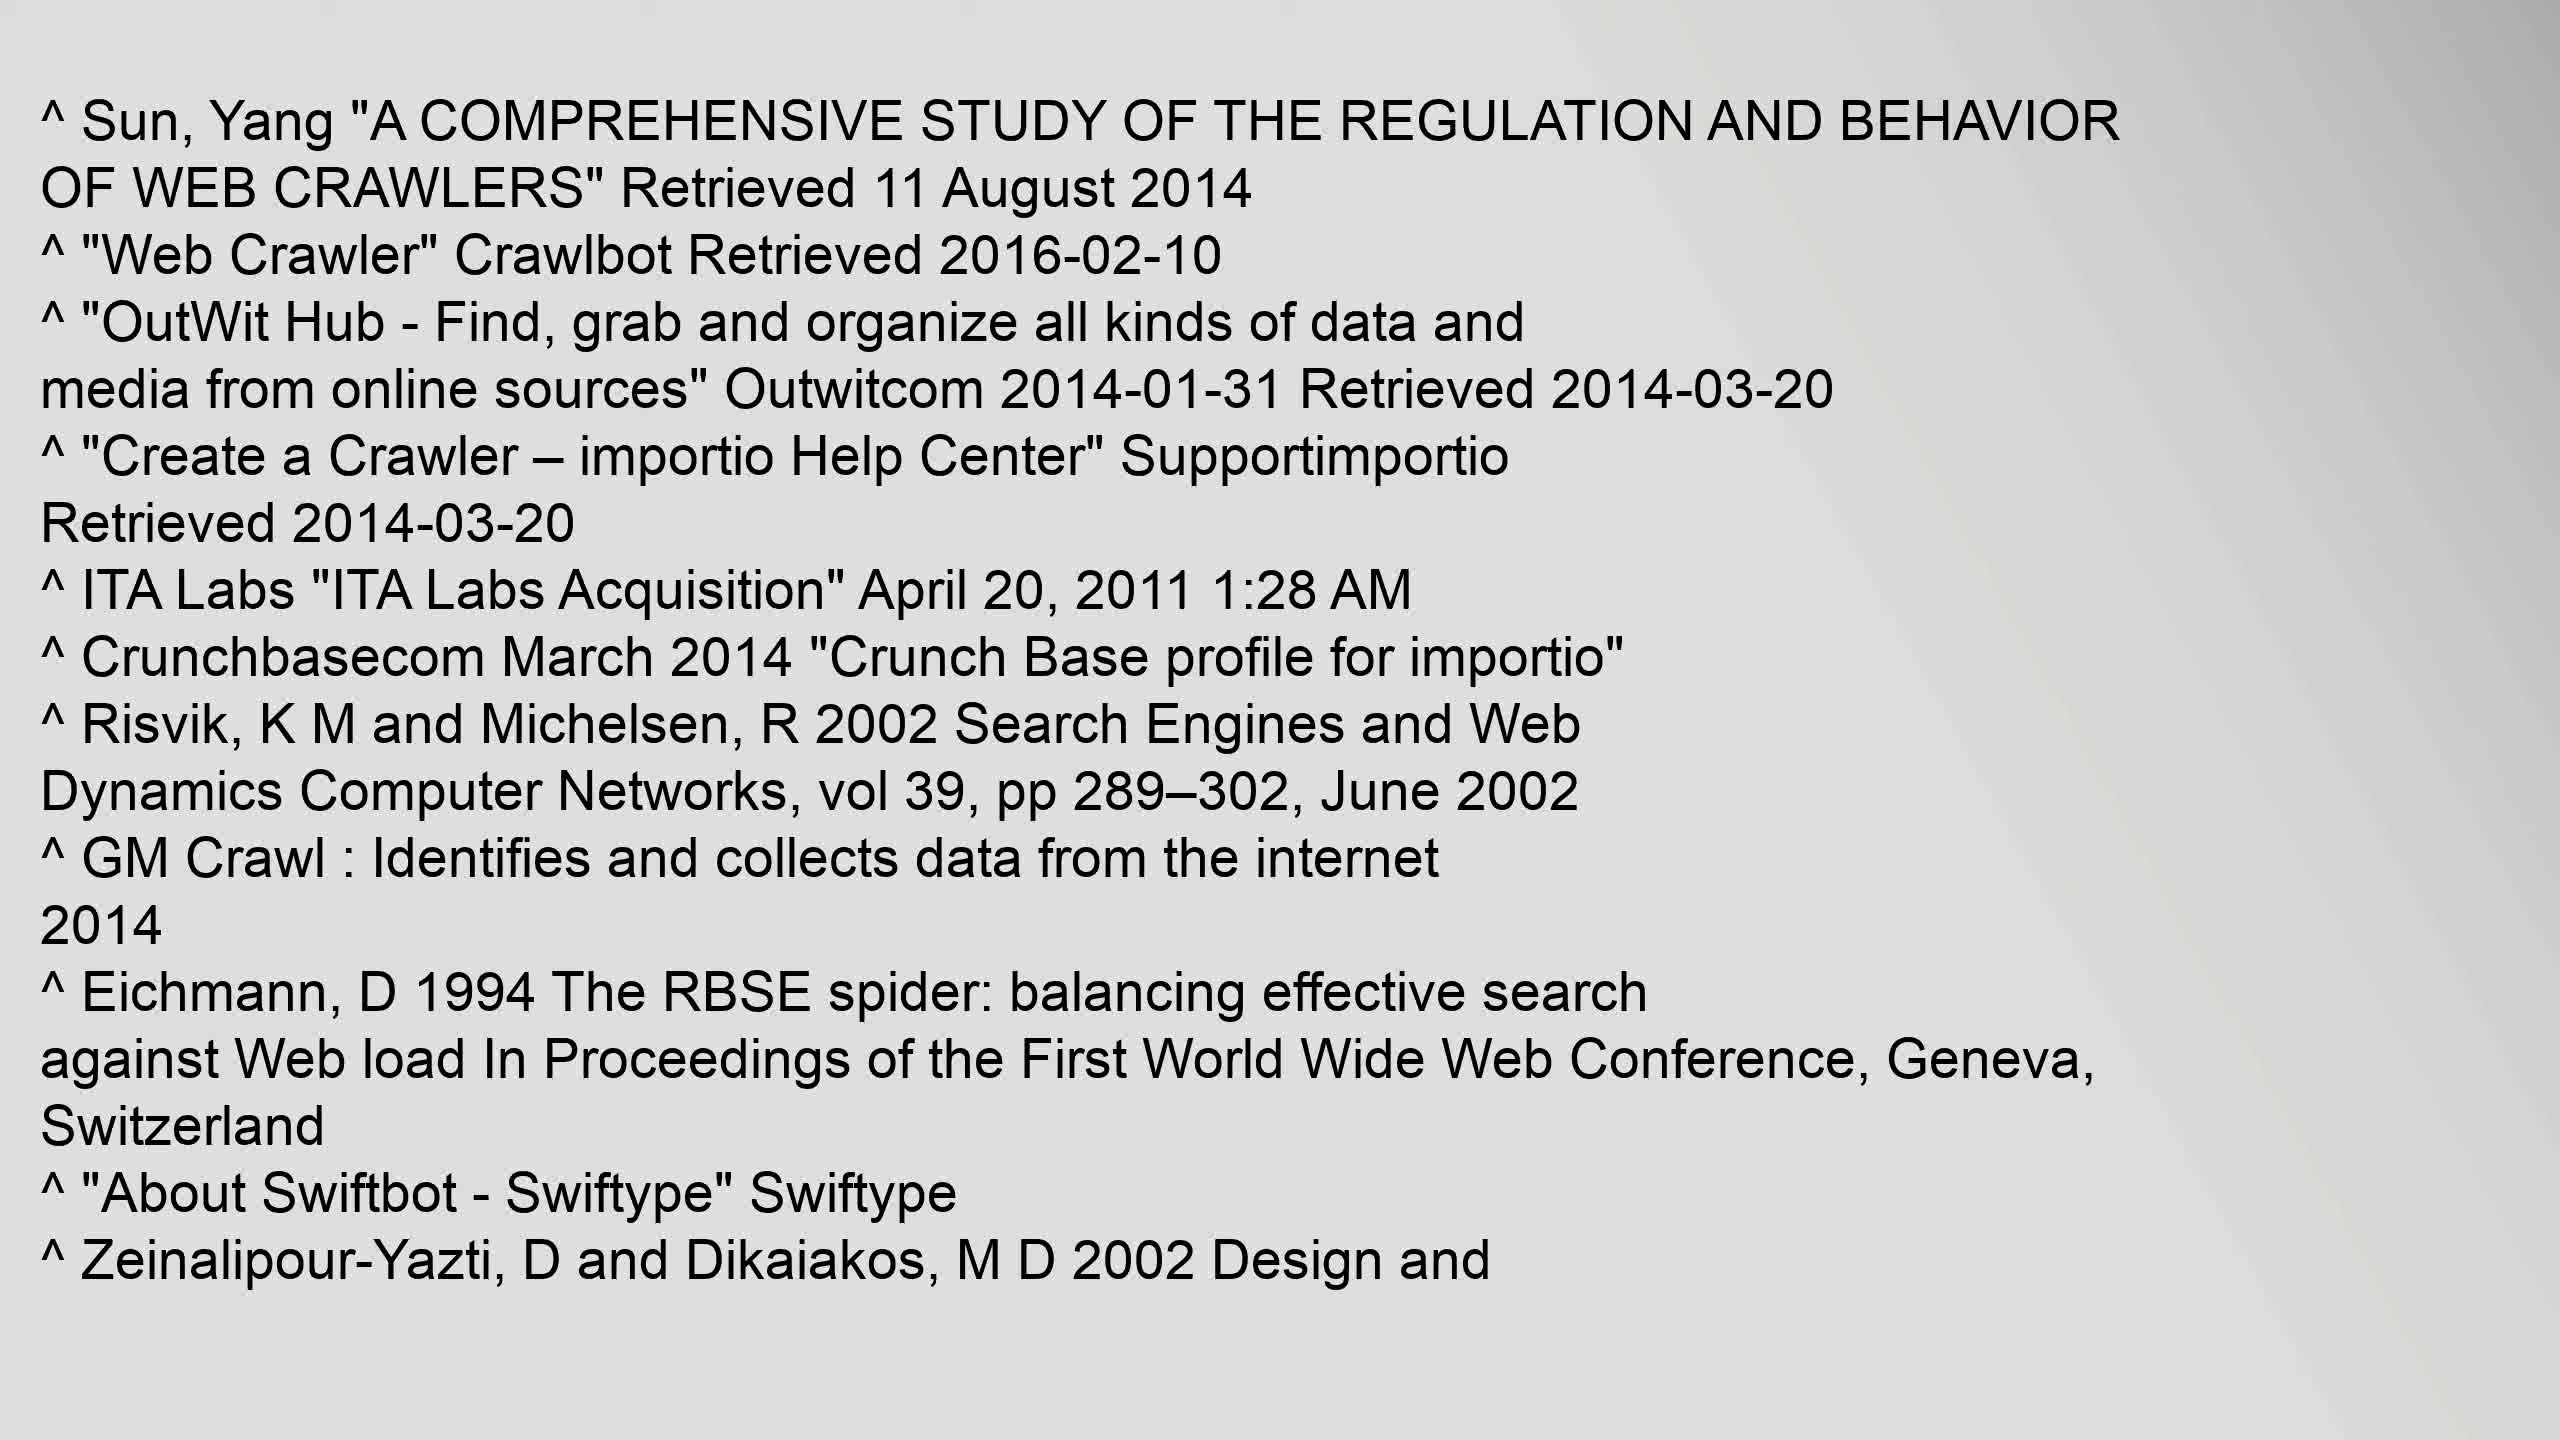 ^ Sun, Yang "A COMPREHENSIVE STUDY OF THE REGULATION AND BEHAVIOR
OF WEB CRAWLERS" Retrieved 11 August 2014
^ "Web Crawler" Crawlbot Retrieved 2016-02-10
^ "OutWit Hub - Find, grab and organize all kinds of data and
media from online sources" Outwitcom 2014-01-31 Retrieved 2014-03-20
^ "Create a Crawler – importio Help Center" Supportimportio
Retrieved 2014-03-20
^ ITA Labs "ITA Labs Acquisition" April 20, 2011 1:28 AM
^ Crunchbasecom March 2014 "Crunch Base profile for importio"
^ Risvik, K M and Michelsen, R 2002 Search Engines and Web
Dynamics Computer Networks, vol 39, pp 289–302, June 2002
^ GM Crawl : Identifies and collects data from the internet
2014
^ Eichmann, D 1994 The RBSE spider: balancing effective search
against Web load In Proceedings of the First World Wide Web Conference, Geneva,
Switzerland
^ "About Swiftbot - Swiftype" Swiftype
^ Zeinalipour-Yazti, D and Dikaiakos, M D 2002 Design and